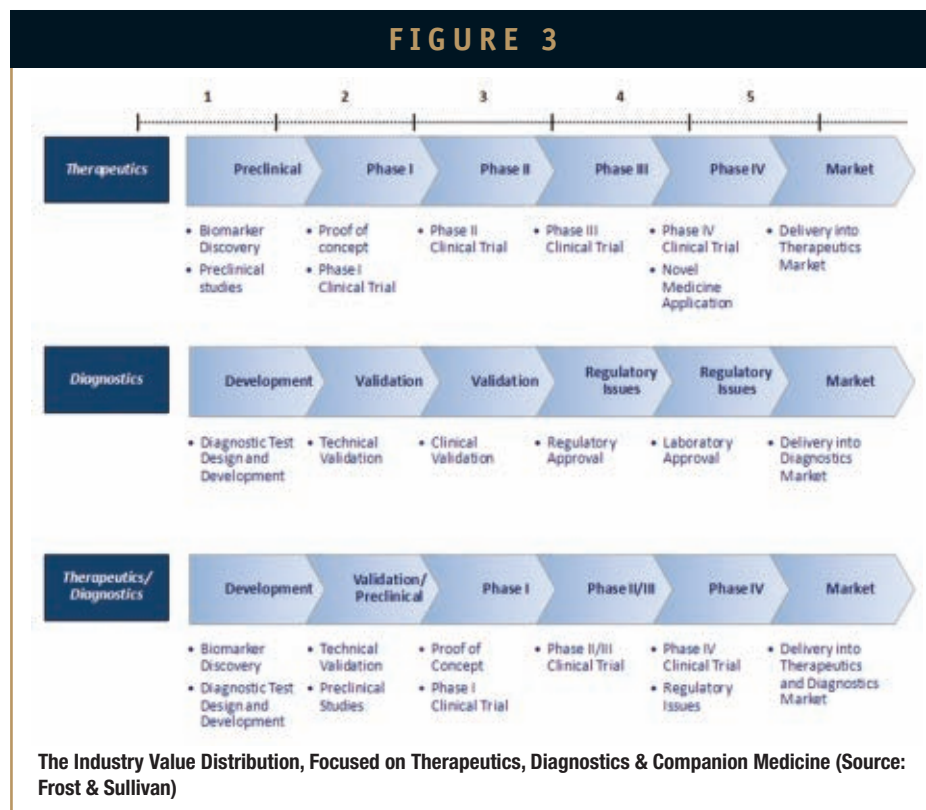 FIGURE 3
1 2 3 4 5
Therapeutics
Preclinical
Phase I
Phase II
Phase III
Phase IV
Market
• Biomarker
Discovery
• Preclinical
studies
• Proof of
concept
• Phase I
Clinical Trial
• Phase II
Clinical Trial
• Phase III
Clinical Trial
• Phase IV
Clinical Trial
• Novel
Medicine
Application
• Delivery into
Therapeutics
Market
Diagnostics
Development
Validation
Validation
Regulatory
Issues
Regulatory
Issues
Market
• Diagnostic Test
Design and
Development
• Technical
Validation
• Clinical
Validation
• Regulatory
Approval
• Laboratory
Approval
• Delivery into
Diagnostics
Market
Therapeutics/
Diagnostics
Development
Validation/
Preclinical
Phase I
Phase II/III
Phase IV
Market
• Biomarker
Discovery
• Diagnostic Test
Design and
Development
• Technical
Validation
• Preclinical
Studies
• Proof of
Concept
• Phase I
Clinical Trial
• Phase II/III
Clinical Trial
• Phase IV
Clinical Trial
• Regulatory
Issues
• Delivery into
Therapeutics
and Diagnostics
Market
The Industry Value Distribution, Focused on Therapeutics, Diagnostics & Companion Medicine (Source:
Frost & Sullivan)